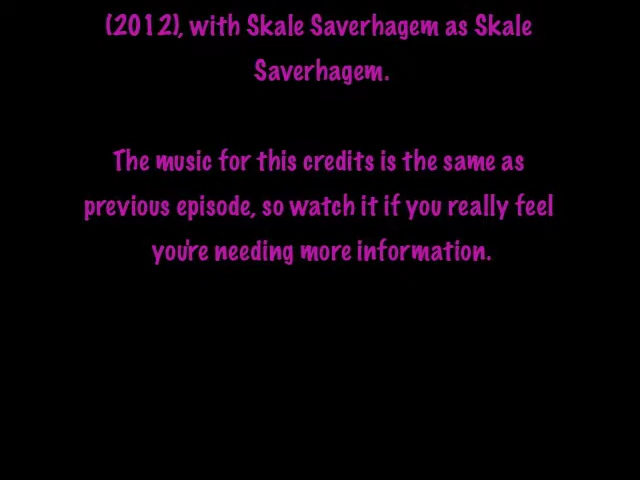 (2012), with Skale Saverhagem as Skale
Saverhagem.
The music for this credits is the same as
previous episode, so watch it if you really feel
you're needing more information.